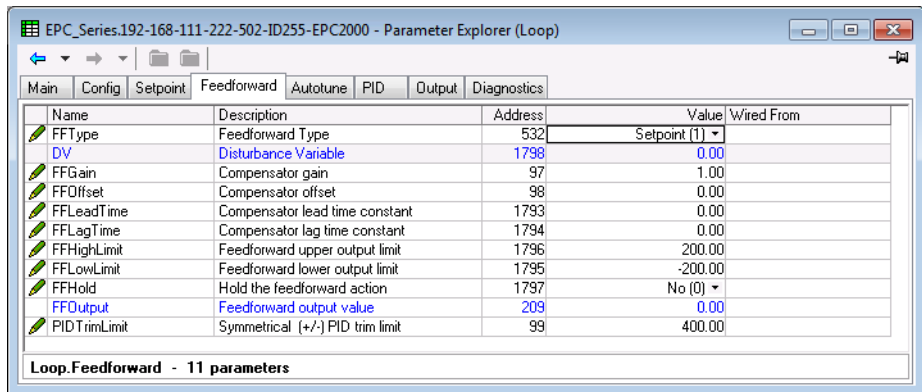 EPC_Series.192-168-111-222-502-ID255-EPC2000 - Parameter Explorer (Loop)
Main Config Setpoint Feedforward Autotune PID Output Diagnostics
Name Description Address Value Wired From
FFType Feedforward Type 532 Setpoint (1)
DV Disturbance Variable 1798 0.00
FFGain Compensator gain 97 1.00
FFOffset Compensator offset 98 0.00
FFLeadTime Compensator lead time constant 1793 0.00
FFLagTime Compensator lag time constant 1794 0.00
FFHighLimit Feedforward upper output limit 1796 200.00
FFLowLimit Feedforward lower output limit 1795 -200.00
FFHold Hold the feedforward action 1797 No (0)
FFOutput Feedforward output value 209 0.00
PIDTrimLimit Symmetrical (+/-) PID trim limit 99 400.00
Loop.Feedforward - 11 parameters